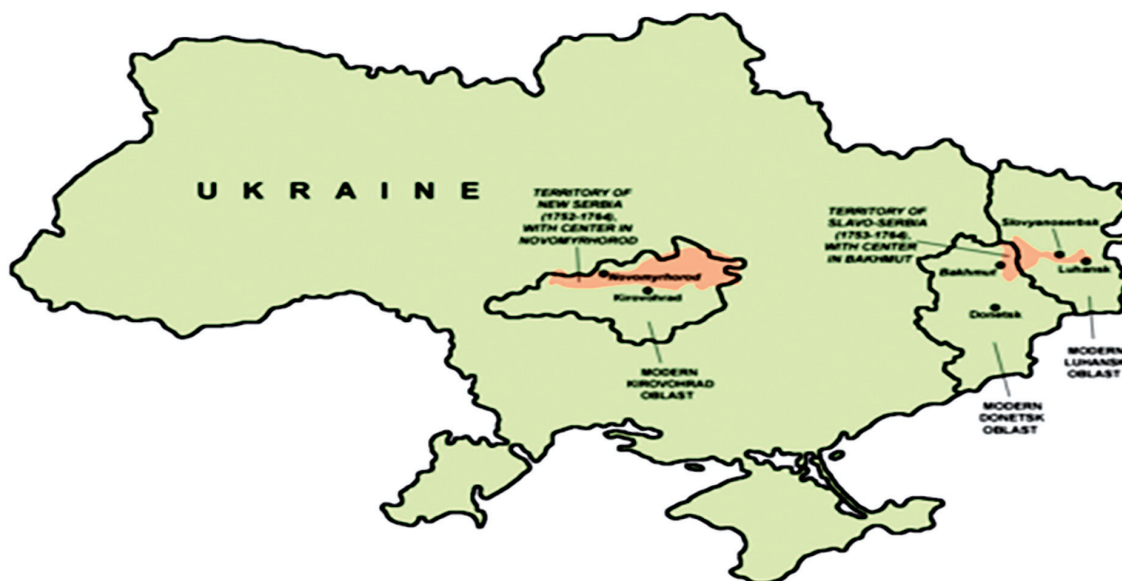 UKRAINE
TERRITORY OF
NEW SERBIA
(1752-1764),
WITH CENTER IN
NOVOMYRHOROD
Novomyrhorod
Kirovohrad
MODERN
KIROVOHRAD
OBLAST
TERRITORY OF
SLAVO-SERBIA
(1753-1764),
WITH CENTER
IN BAKHMUT
Slovyanoserbsk
Luhansk
Bakhmut
Donetsk
MODERN
LUHANSK
OBLAST
MODERN
DONETSK
OBLAST